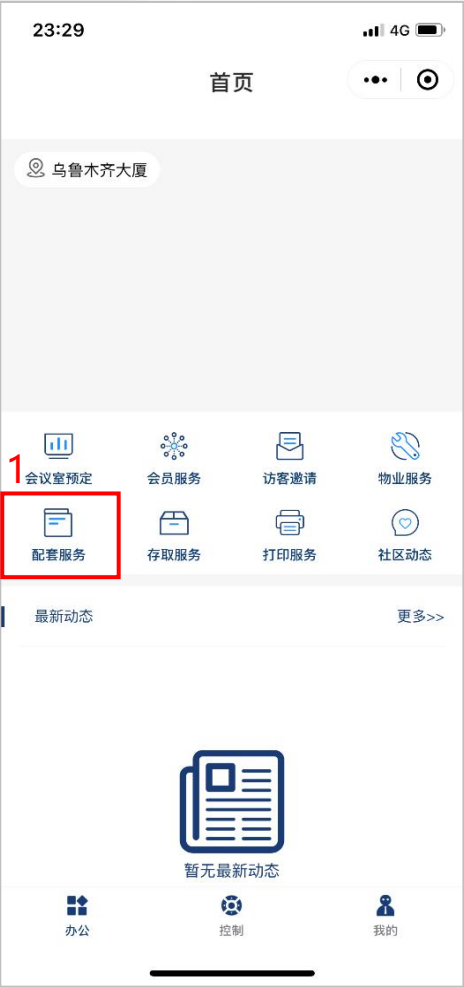 23:29
4G
首页
乌鲁木齐大厦
1
会议室预定 会员服务 访客邀请 物业服务
配套服务 存取服务 打印服务 社区动态
最新动态 更多>>
暂无最新动态
办公 控制 我的